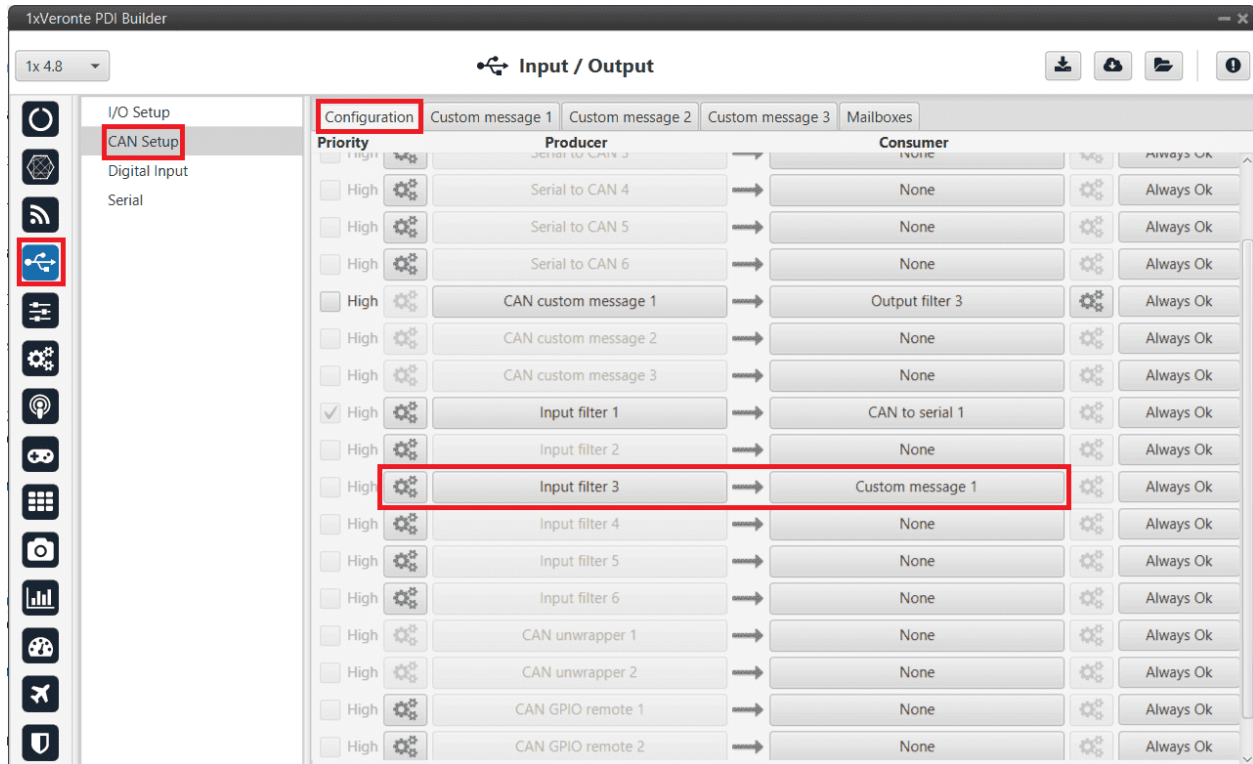 1xVeronte PDI Builder
1x 4.8
Input / Output
I/O Setup
CAN Setup
Digital Input
Serial
Configuration Custom message 1 Custom message 2 Custom message 3 Mailboxes
Priority Producer Consumer
High Serial to CAN 3 None Always Ok
High Serial to CAN 4 None Always Ok
High Serial to CAN 5 None Always Ok
High Serial to CAN 6 None Always Ok
High CAN custom message 1 Output filter 3 Always Ok
High CAN custom message 2 None Always Ok
High CAN custom message 3 None Always Ok
High Input filter 1 CAN to serial 1 Always Ok
High Input filter 2 None Always Ok
High Input filter 3 Custom message 1 Always Ok
High Input filter 4 None Always Ok
High Input filter 5 None Always Ok
High Input filter 6 None Always Ok
High CAN unwrapper 1 None Always Ok
High CAN unwrapper 2 None Always Ok
High CAN GPIO remote 1 None Always Ok
High CAN GPIO remote 2 None Always Ok